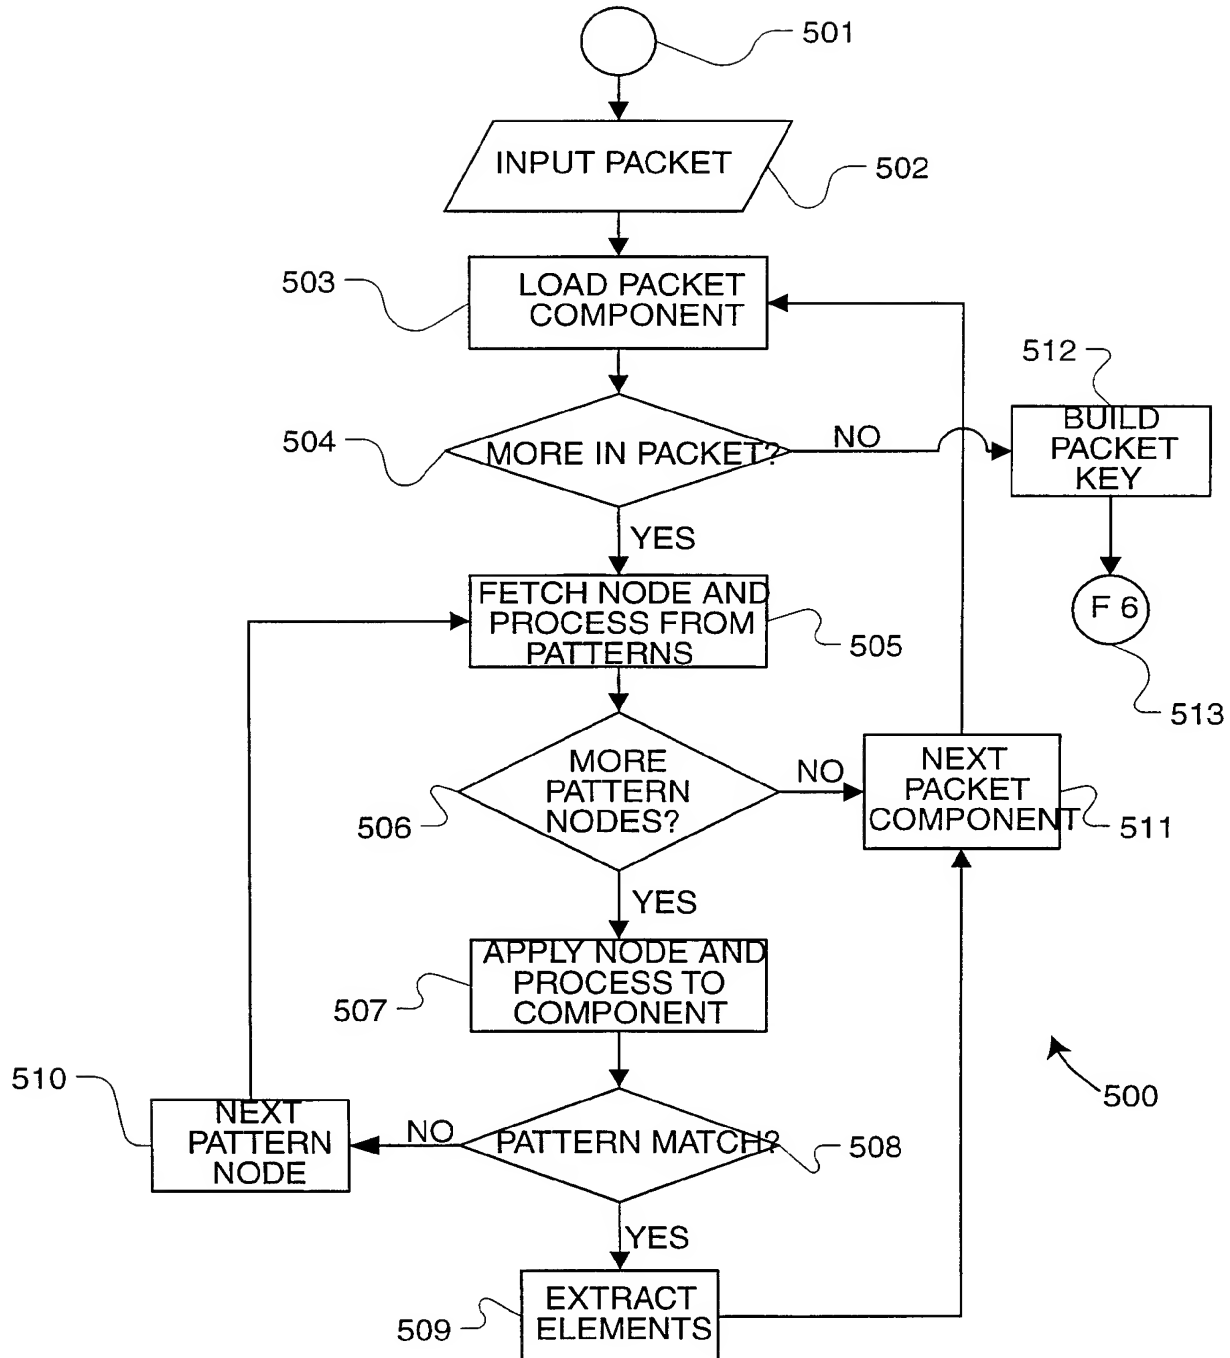 501
INPUT PACKET
502
503
LOAD PACKET
COMPONENT
512
504
MORE IN PACKET?
NO
BUILD
PACKET
KEY
YES
FETCH NODE AND
PROCESS FROM
PATTERNS
505
F 6
513
MORE
PATTERN
NODES?
506
NO
NEXT
PACKET
COMPONENT
511
YES
APPLY NODE AND
PROCESS TO
COMPONENT
507
500
510
NEXT
PATTERN
NODE
NO
PATTERN MATCH?
508
YES
EXTRACT
ELEMENTS
509